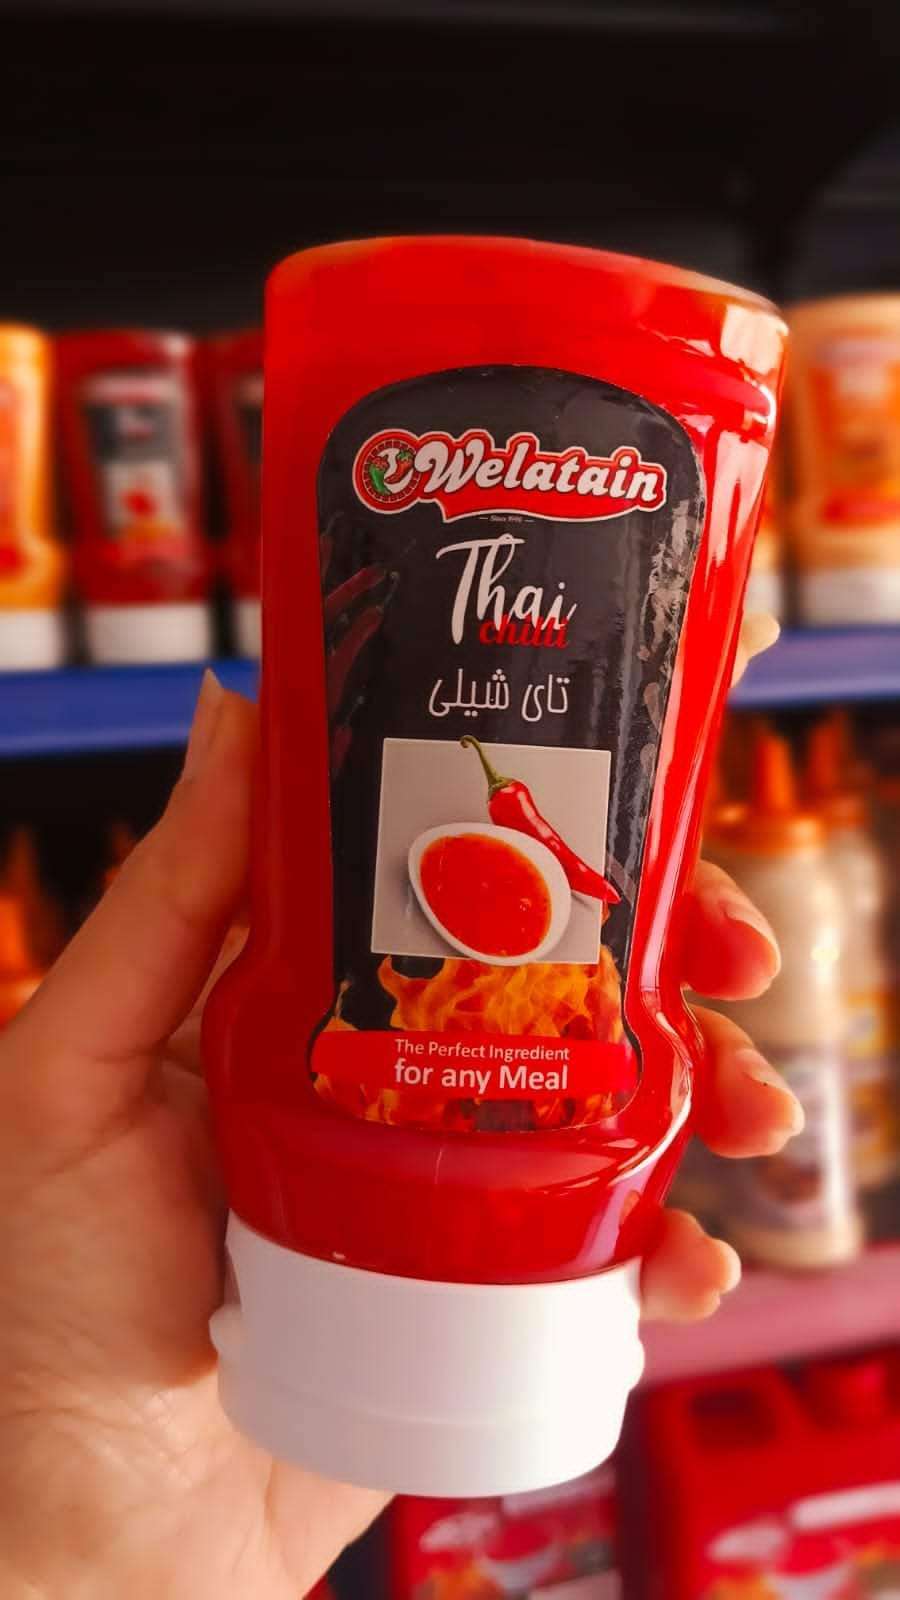 Welatain
Thai
chilli
تای شیلی
The Perfect Ingredient
for any Meal